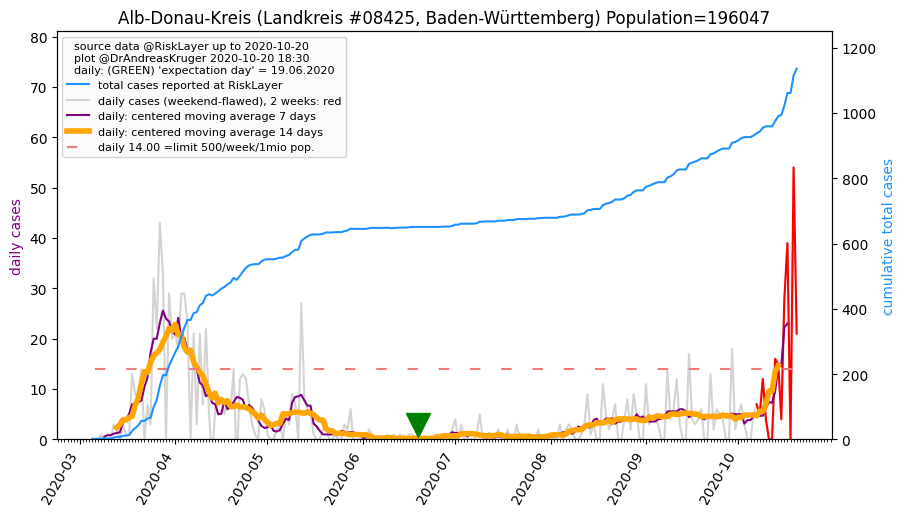 Alb-Donau-Kreis (Landkreis #08425, Baden-Württemberg) Population=196047
source data @RiskLayer up to 2020-10-20
plot @DrAndreasKruger 2020-10-20 18:30
daily: (GREEN) 'expectation day' = 19.06.2020
total cases reported at RiskLayer
daily cases (weekend-flawed), 2 weeks: red
daily: centered moving average 7 days
daily: centered moving average 14 days
daily 14.00 =limit 500/week/1mio pop.
daily cases
80
70
60
50
40
30
20
10
0
cumulative total cases
1200
1000
800
600
400
200
0
2020-03
2020-04
2020-05
2020-06
2020-07
2020-08
2020-09
2020-10